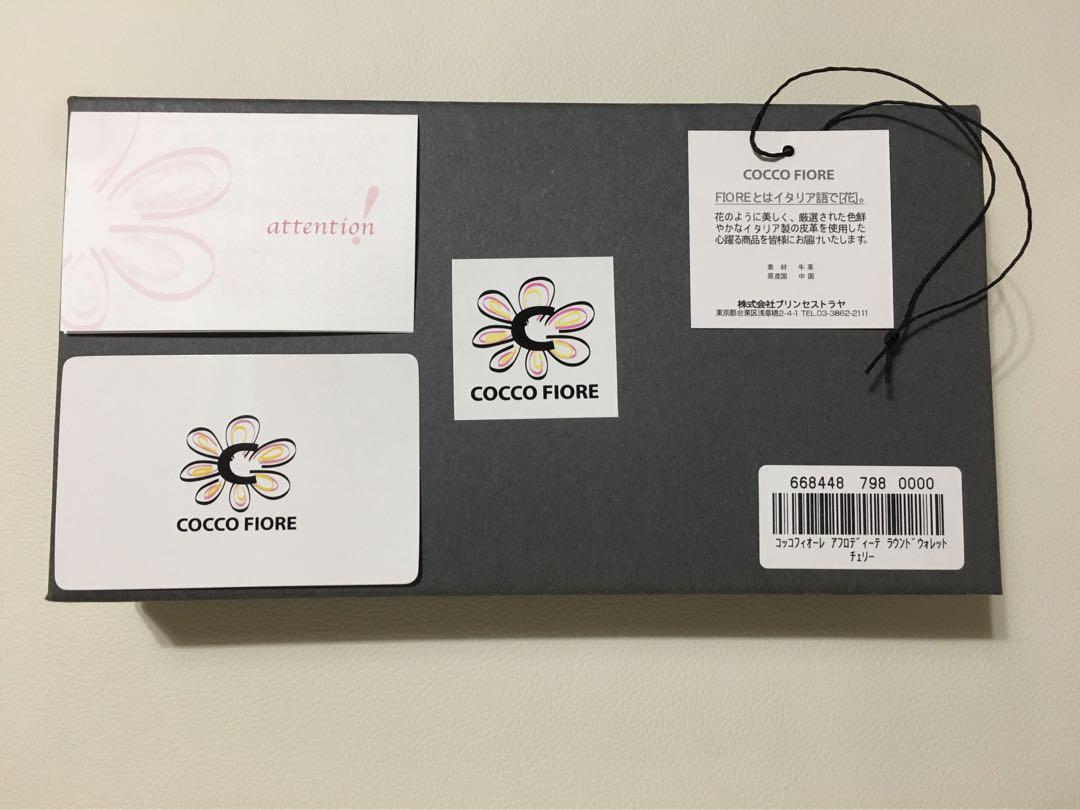 attention!
COCCO FIORE
COCCO FIORE
COCCO FIORE
FIOREとはイタリア語で[花]。
花のように美しく、厳選された色鮮
やかなイタリア製の皮革を使用した
心躍る商品を皆様にお届けいたします。
素材 牛革
原産国 中国
株式会社プリンセストラヤ
東京都台東区浅草橋2-4-1 TEL.03-3862-2111
668448 798 0000
コッコフィオーレ アフロディーテ ラウンドウォレット
チェリー